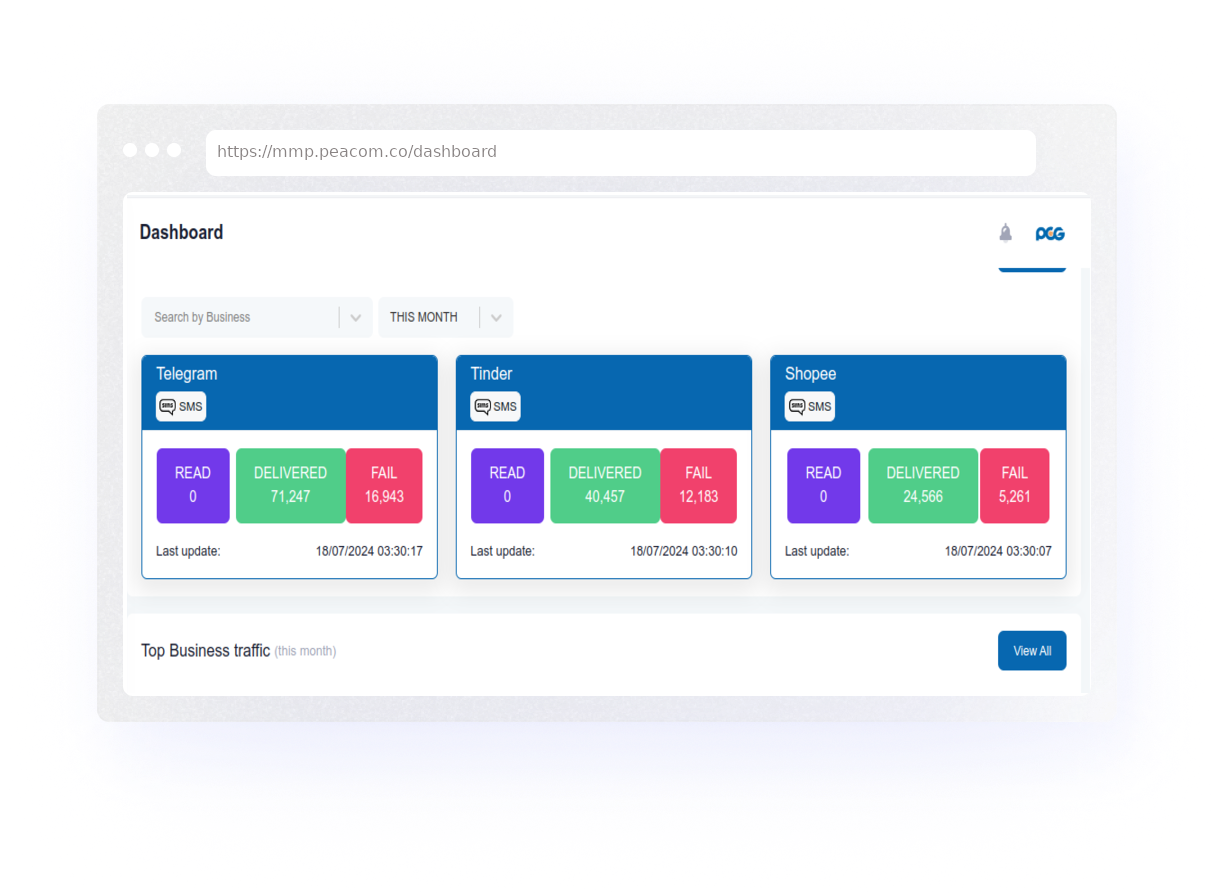 https://mmp.peacom.co/dashboard
Dashboard
PCG
Search by Business
THIS MONTH
Telegram
SMS SMS
READ
0
DELIVERED
71,247
FAIL
16,943
Last update: 18/07/2024 03:30:17
Tinder
SMS SMS
READ
0
DELIVERED
40,457
FAIL
12,183
Last update: 18/07/2024 03:30:10
Shopee
SMS SMS
READ
0
DELIVERED
24,566
FAIL
5,261
Last update: 18/07/2024 03:30:07
Top Business traffic (this month)
View All